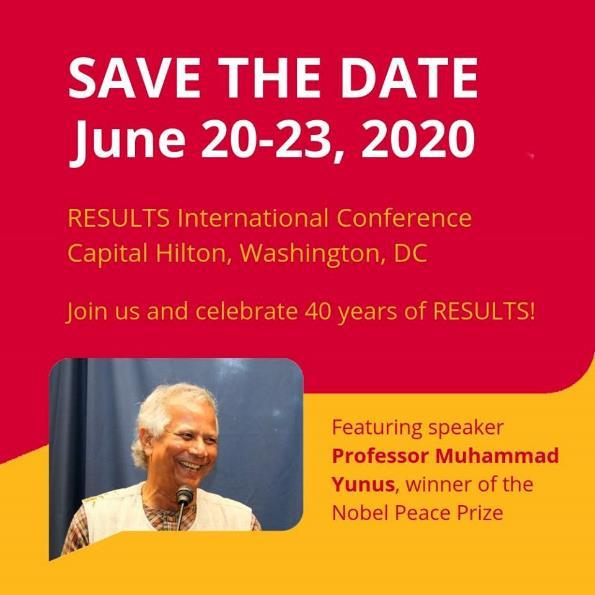 SAVE THE DATE
June 20-23, 2020
RESULTS International Conference
Capital Hilton, Washington, DC
Join us and celebrate 40 years of RESULTS!
Featuring speaker
Professor Muhammad
Yunus, winner of the
Nobel Peace Prize